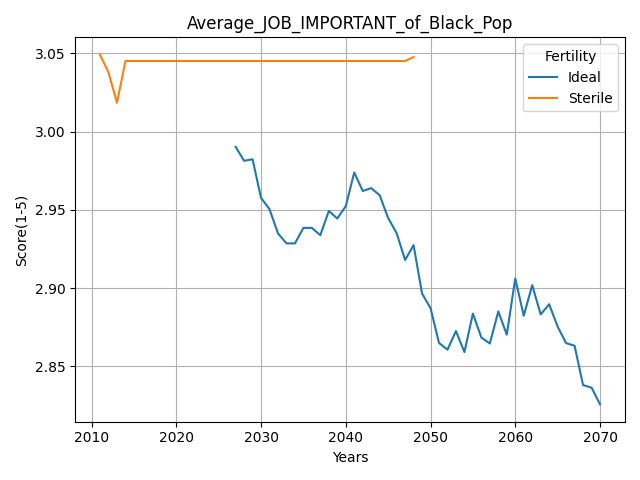 Average_JOB_IMPORTANT_of_Black_Pop
Fertility
Ideal
Sterile
Score(1-5)
3.05
3.00
2.95
2.90
2.85
2010 2020 2030 2040 2050 2060 2070
Years